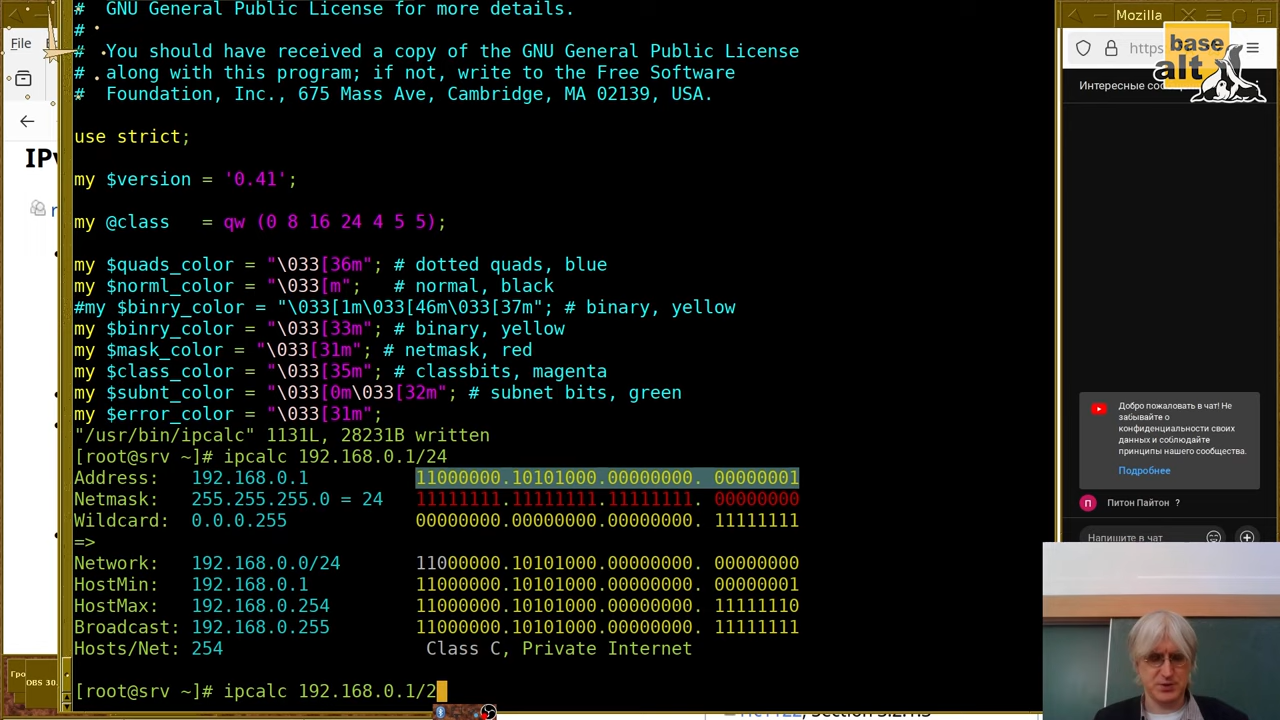 #  GNU General Public License for more details.
#
#  You should have received a copy of the GNU General Public License
#  along with this program; if not, write to the Free Software
#  Foundation, Inc., 675 Mass Ave, Cambridge, MA 02139, USA.
use strict;
my $version = '0.41';
my @class   = qw (0 8 16 24 4 5 5);
my $quads_color = "\033[36m"; # dotted quads, blue
my $norml_color = "\033[m";   # normal, black
#my $binry_color = "\033[1m\033[46m\033[37m"; # binary, yellow
my $binry_color = "\033[33m"; # binary, yellow
my $mask_color = "\033[31m"; # netmask, red
my $class_color = "\033[35m"; # classbits, magenta
my $subnt_color = "\033[0m\033[32m"; # subnet bits, green
my $error_color = "\033[31m";
"/usr/bin/ipcalc" 1131L, 28231B written
[root@srv ~]# ipcalc 192.168.0.1/24
Address:   192.168.0.1          11000000.10101000.00000000. 00000001
Netmask:   255.255.255.0 = 24   11111111.11111111.11111111. 00000000
Wildcard:  0.0.0.255            00000000.00000000.00000000. 11111111
=>
Network:   192.168.0.0/24       11000000.10101000.00000000. 00000000
HostMin:   192.168.0.1          11000000.10101000.00000000. 00000001
HostMax:   192.168.0.254        11000000.10101000.00000000. 11111110
Broadcast: 192.168.0.255        11000000.10101000.00000000. 11111111
Hosts/Net: 254                   Class C, Private Internet
[root@srv ~]# ipcalc 192.168.0.1/2
File
IPv
Гро
OBS 30.
Mozilla
https
base
alt
Интересные
Добро пожаловать в чат! Не
забывайте о
конфиденциальности своих
данных и соблюдайте
принципы нашего сообщества.
Подробнее
П
Питон Пайтон ?
Напишите в чат